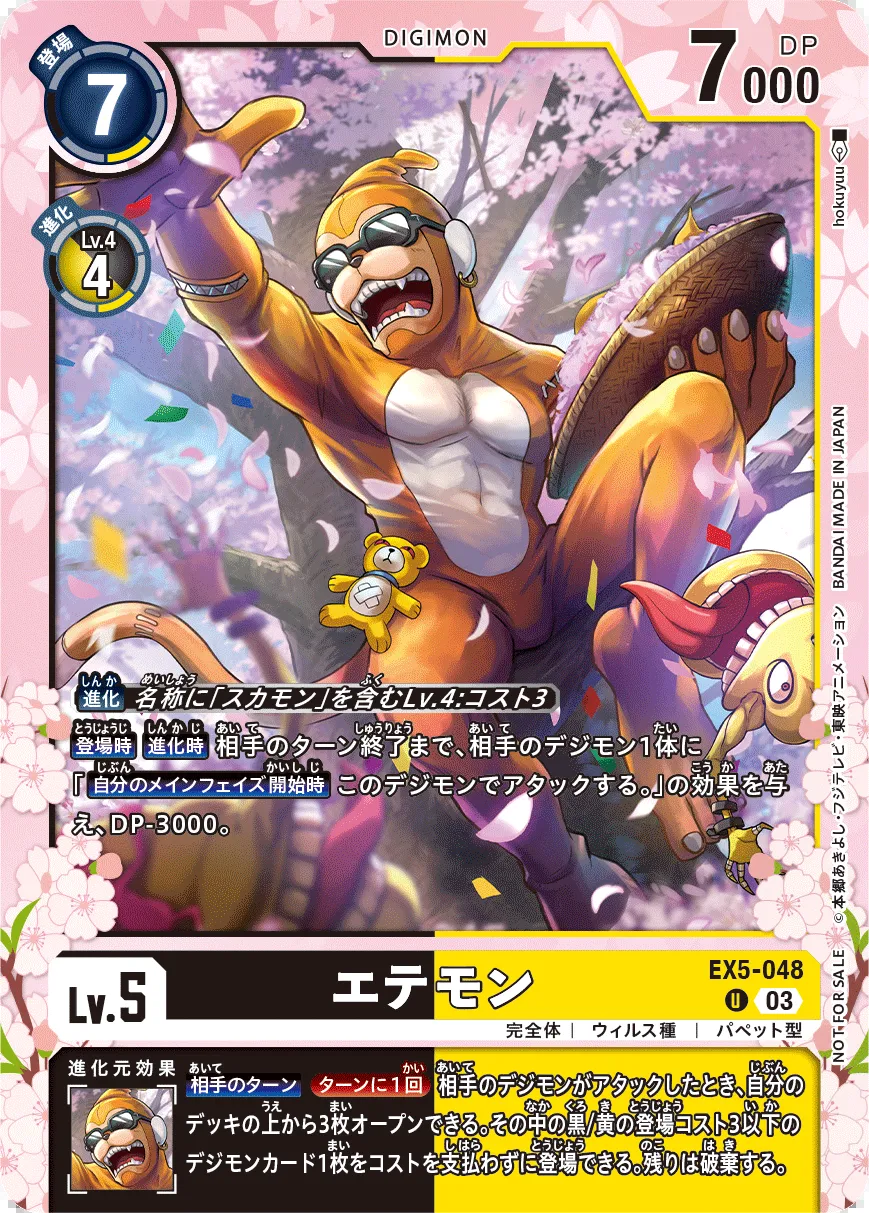 登場
7
DIGIMON
7000
DP
進化
Lv.4
4
hokuyuu
BANDAI MADE IN JAPAN
©本郷あきよし・フジテレビ・東映アニメーション
NOT FOR SALE
進化 名称に「スカモン」を含むLv.4:コスト3
登場時 進化時 相手のターン終了まで、相手のデジモン1体に
「自分のメインフェイズ開始時 このデジモンでアタックする。」の効果を与
え、DP-3000。
Lv.5
エテモン
EX5-048
U 03
完全体| ウィルス種 | パペット型
進化元効果
相手のターン ターンに1回 相手のデジモンがアタックしたとき、自分の
デッキの上から3枚オープンできる。その中の黒/黄の登場コスト3以下の
デジモンカード1枚をコストを支払わずに登場できる。残りは破棄する。